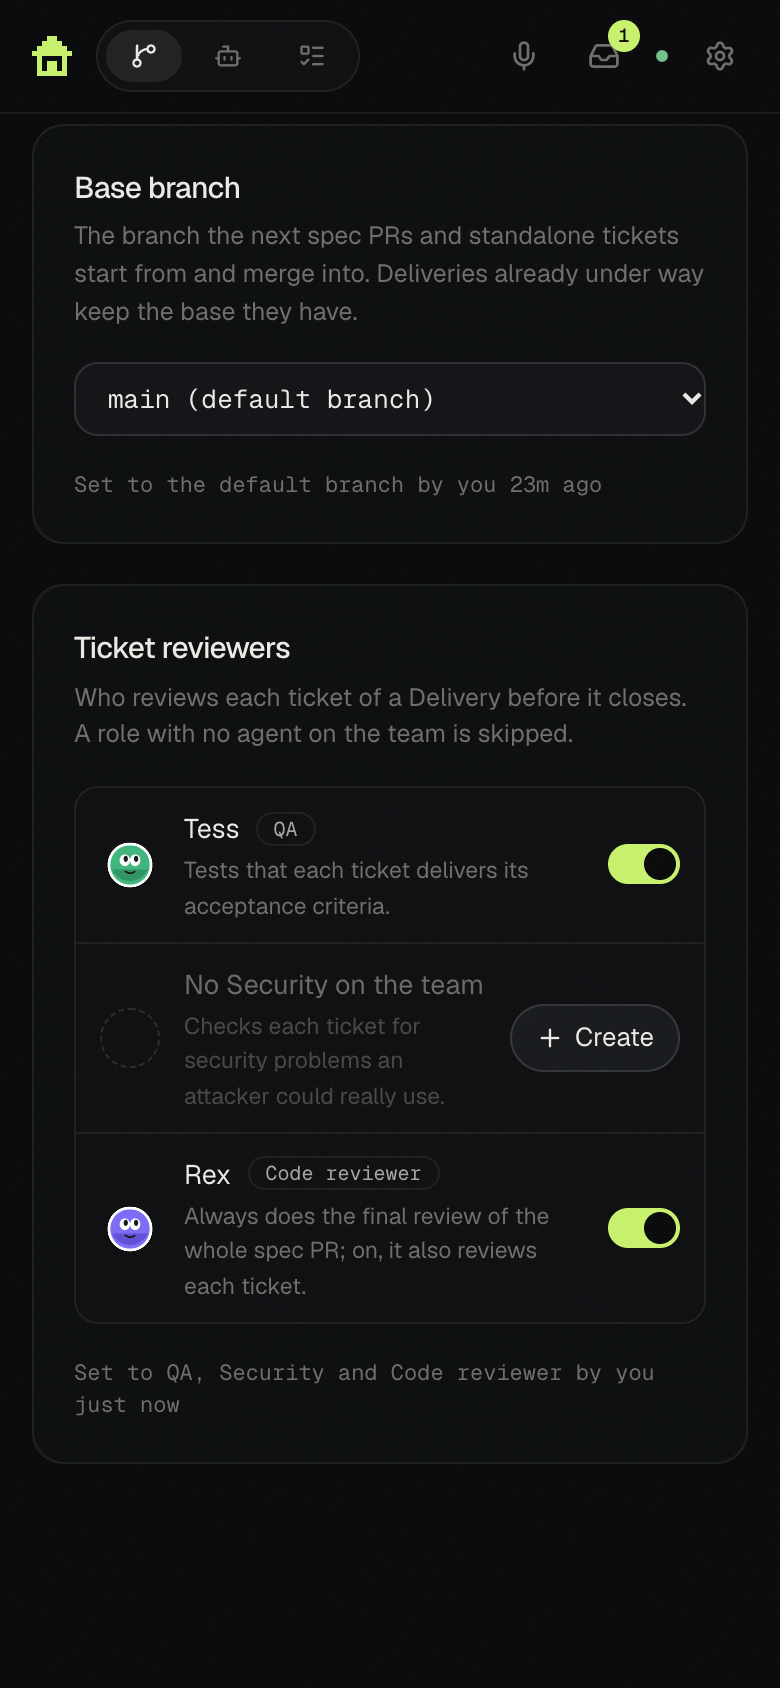 1
Base branch
The branch the next spec PRs and standalone tickets
start from and merge into. Deliveries already under way
keep the base they have.
main (default branch)
Set to the default branch by you 23m ago
Ticket reviewers
Who reviews each ticket of a Delivery before it closes.
A role with no agent on the team is skipped.
Tess QA
Tests that each ticket delivers its
acceptance criteria.
No Security on the team
Checks each ticket for
security problems an
attacker could really use.
Create
Rex Code reviewer
Always does the final review of the
whole spec PR; on, it also reviews
each ticket.
Set to QA, Security and Code reviewer by you
just now